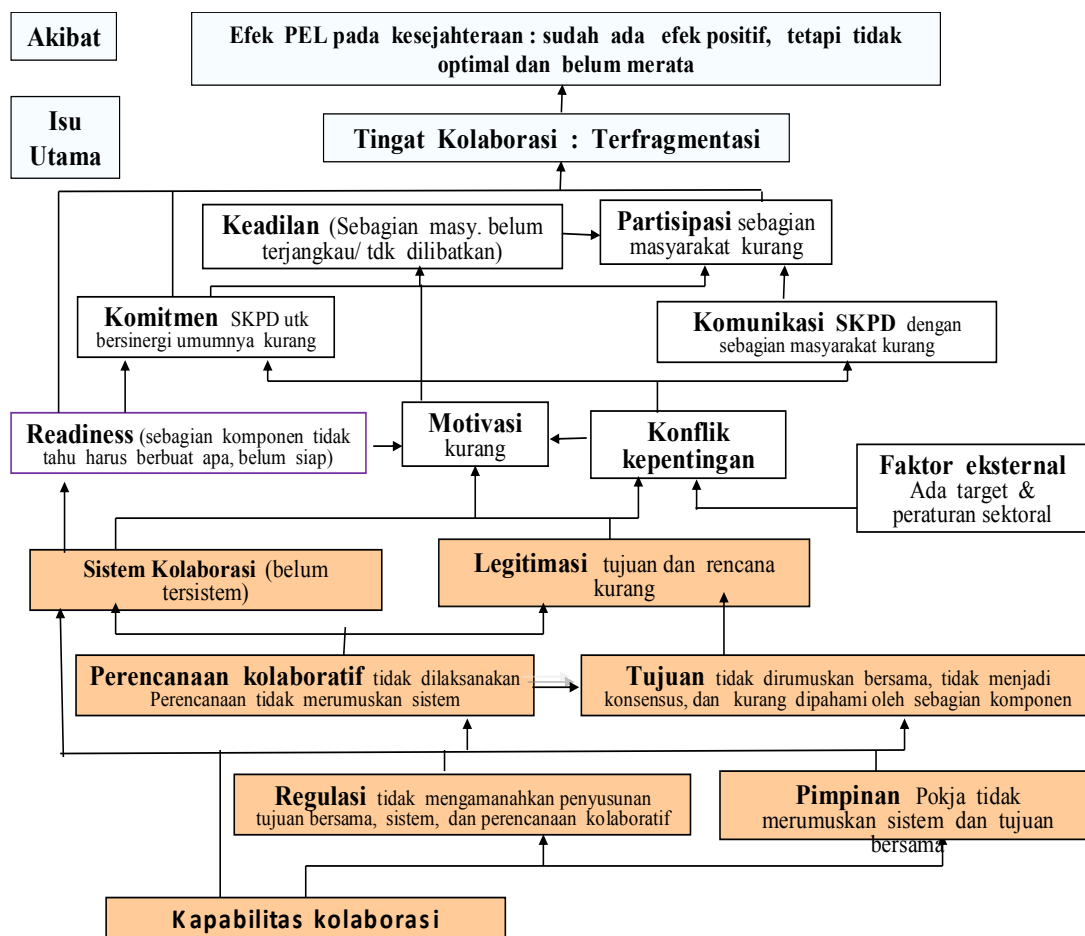 Akibat
Efek PEL pada kesejahteraan : sudah ada efek positif, tetapi tidak
optimal dan belum merata
Isu
Utama
Tingat Kolaborasi : Terfragmentasi
Keadilan (Sebagian masy. belum
terjangkau/ tdk dilibatkan)
Partisipasi sebagian
masyarakat kurang
Komitmen SKPD utk
bersinergi umumnya kurang
Komunikasi SKPD dengan
sebagian masyarakat kurang
Readiness (sebagian komponen tidak
tahu harus berbuat apa, belum siap)
Motivasi
kurang
Konflik
kepentingan
Faktor eksternal
Ada target &
peraturan sektoral
Sistem Kolaborasi (belum
tersistem)
Legitimasi tujuan dan rencana
kurang
Perencanaan kolaboratif tidak dilaksanakan
Perencanaan tidak merumuskan sistem
Tujuan tidak dirumuskan bersama, tidak menjadi
konsensus, dan kurang dipahami oleh sebagian komponen
Regulasi tidak mengamanahkan penyusunan
tujuan bersama, sistem, dan perencanaan kolaboratif
Pimpinan Pokja tidak
merumuskan sistem dan tujuan
bersama
Kapabilitas kolaborasi